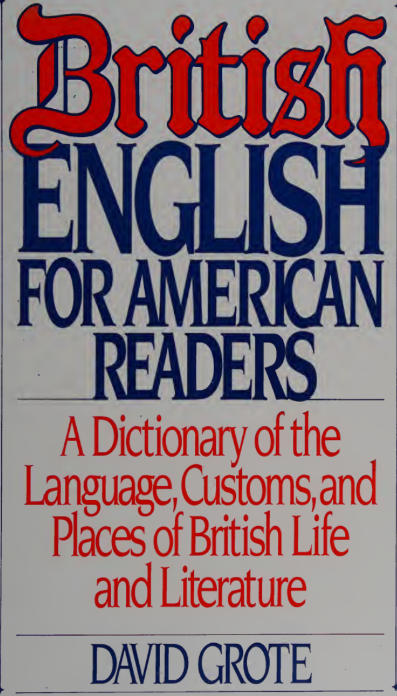 British
ENGLISH
FOR AMERICAN
READERS
A Dictionary of the
Language, Customs, and
Places of British Life
and Literature
DAVID GROTE